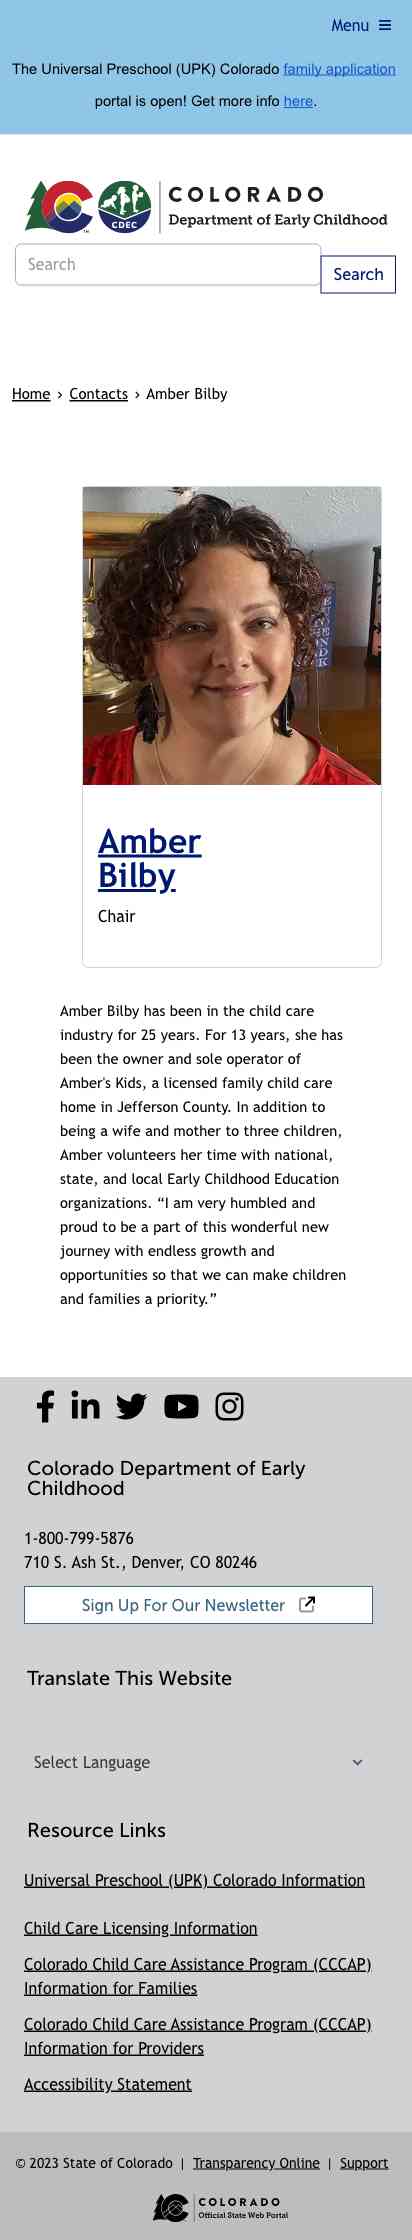 Menu
The Universal Preschool (UPK) Colorado family application
portal is open! Get more info here.
CDEC
COLORADO
Department of Early Childhood
Search
Search
Home › Contacts › Amber Bilby
Amber
Bilby
Chair
Amber Bilby has been in the child care
industry for 25 years. For 13 years, she has
been the owner and sole operator of
Amber's Kids, a licensed family child care
home in Jefferson County. In addition to
being a wife and mother to three children,
Amber volunteers her time with national,
state, and local Early Childhood Education
organizations. “I am very humbled and
proud to be a part of this wonderful new
journey with endless growth and
opportunities so that we can make children
and families a priority.”
Colorado Department of Early
Childhood
1-800-799-5876
710 S. Ash St., Denver, CO 80246
Sign Up For Our Newsletter
Translate This Website
Select Language
Resource Links
Universal Preschool (UPK) Colorado Information
Child Care Licensing Information
Colorado Child Care Assistance Program (CCCAP)
Information for Families
Colorado Child Care Assistance Program (CCCAP)
Information for Providers
Accessibility Statement
© 2023 State of Colorado | Transparency Online | Support
COLORADO
Official State Web Portal